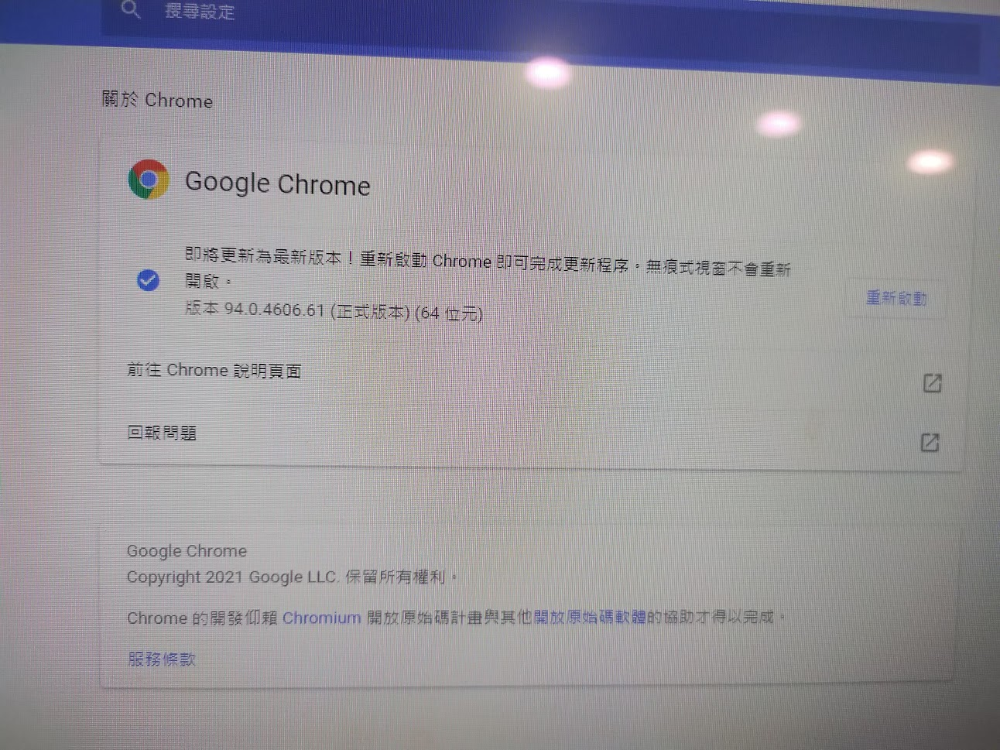 搜尋設定
關於 Chrome
Google Chrome
即將更新為最新版本！重新啟動 Chrome 即可完成更新程序。無痕式視窗不會重新
開啟。
版本 94.0.4606.61 (正式版本) (64 位元)
重新啟動
前往 Chrome 說明頁面
回報問題
Google Chrome
Copyright 2021 Google LLC. 保留所有權利。
Chrome 的開發仰賴 Chromium 開放原始碼計畫與其他開放原始碼軟體的協助才得以完成。
服務條款